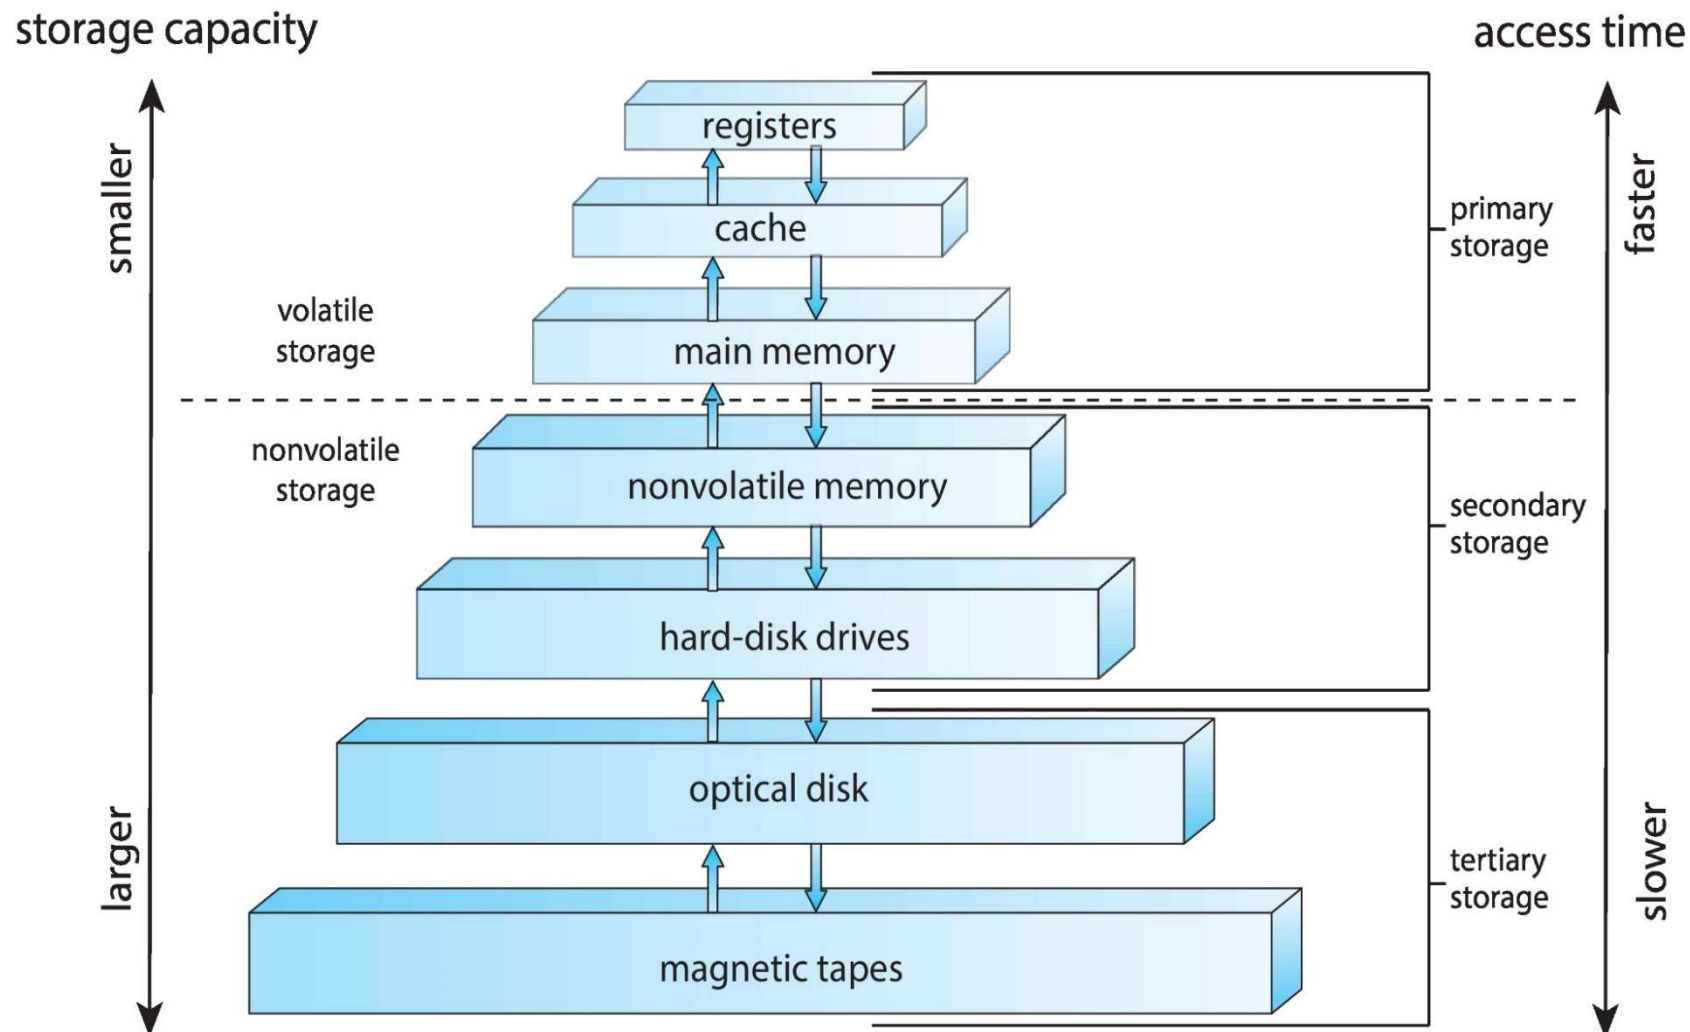 storage capacity
access time
smaller
faster
registers
cache
primary
storage
volatile
storage
main memory
nonvolatile
storage
nonvolatile memory
secondary
storage
hard-disk drives
larger
slower
optical disk
tertiary
storage
magnetic tapes